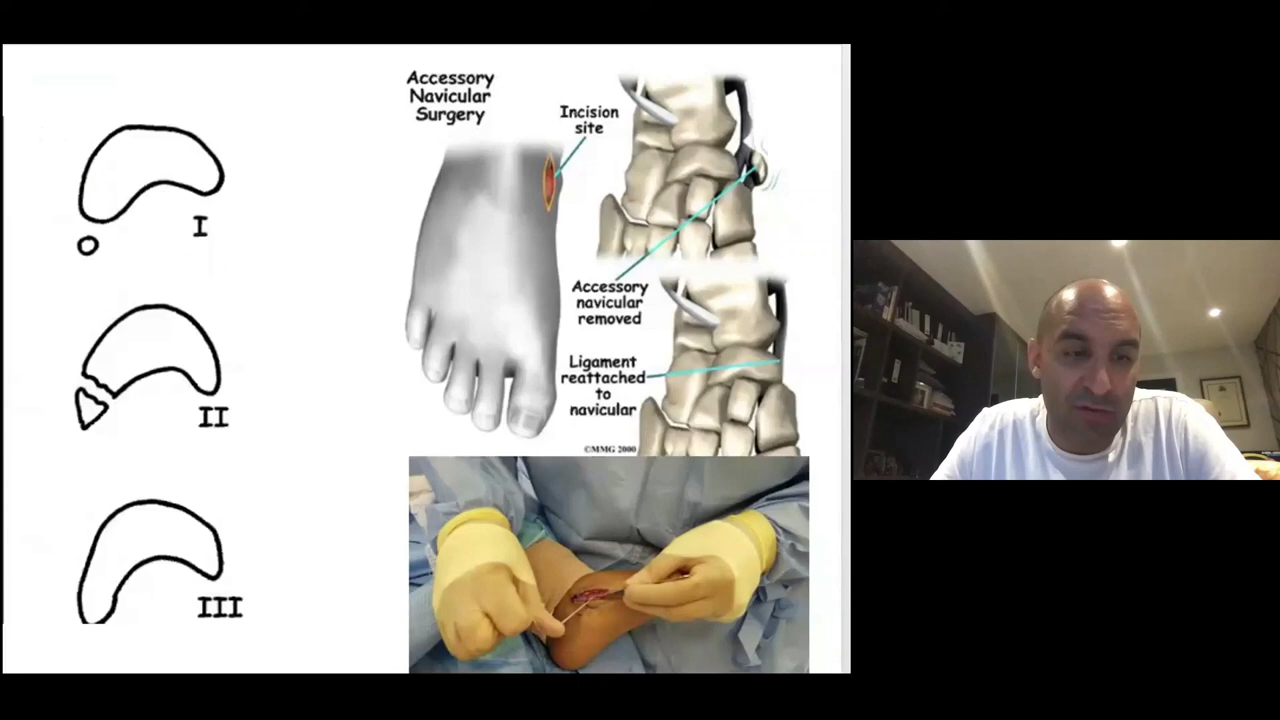 I
II
III
Accessory
Navicular
Surgery
Incision
site
Accessory
navicular
removed
Ligament
reattached
to
navicular
©MMG 2000